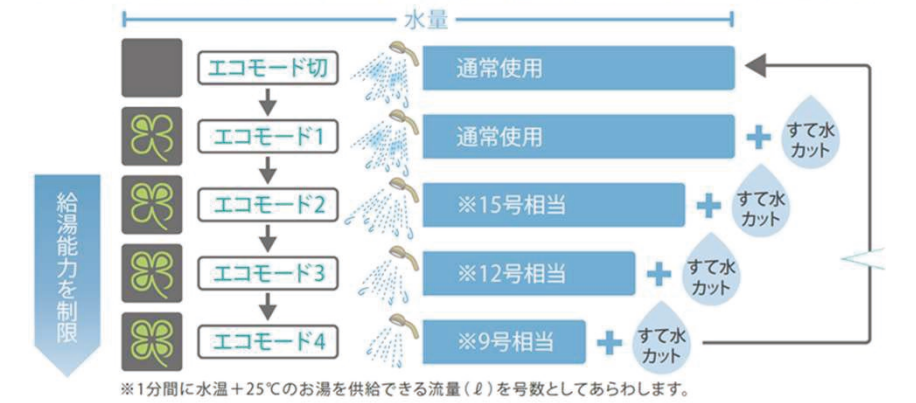 水量
エコモード切
通常使用
エコモード1
通常使用
すて水
カット
エコモード2
※15号相当
すて水
カット
給湯能力を制限
エコモード3
※12号相当
すて水
カット
エコモード4
※9号相当
すて水
カット
※1分間に水温+25℃のお湯を供給できる流量(ℓ)を号数としてあらわします。